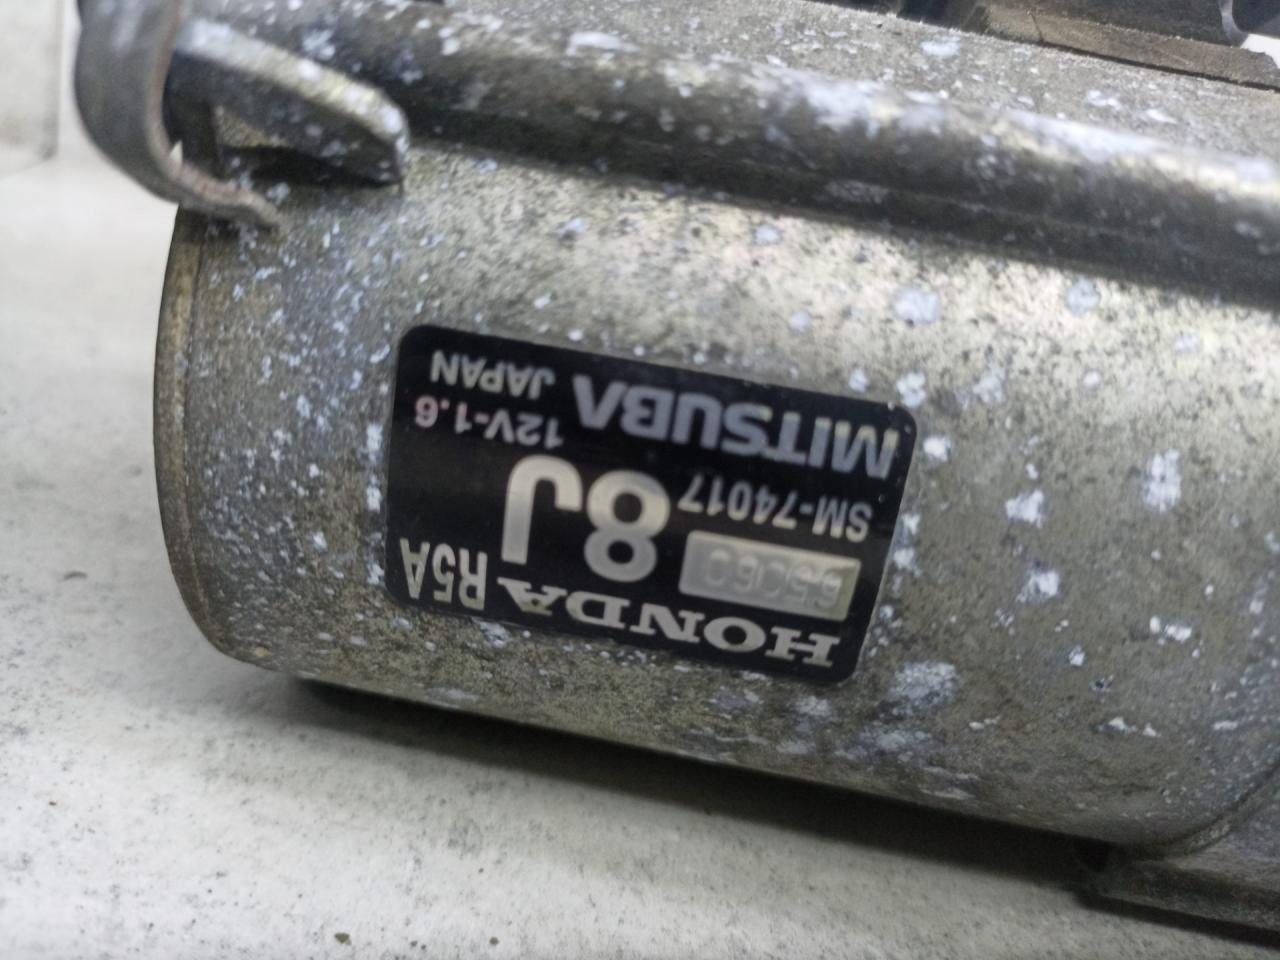 HONDA R5A
8J
SM-74017 12V-1.6
MITSUBA JAPAN